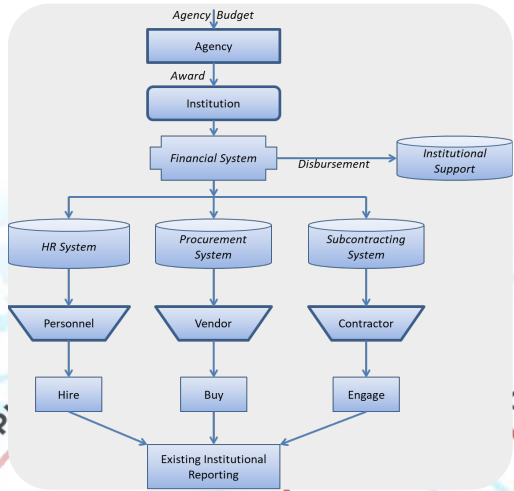 Agency Budget
Agency
Award
Institution
Financial System
Disbursement
Institutional
Support
HR System
Procurement
System
Subcontracting
System
Personnel
Vendor
Contractor
Hire
Buy
Engage
Existing Institutional
Reporting